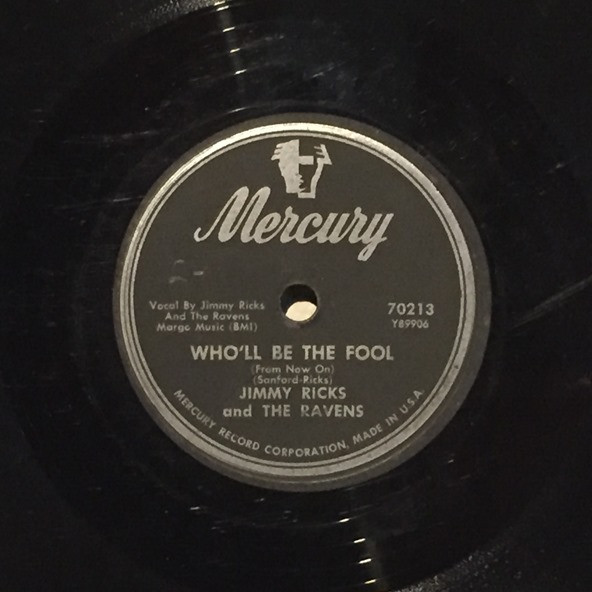 Mercury
Vocal By Jimmy Ricks
And The Ravens
Margo Music (BMI)
70213
YB9906
WHO'LL BE THE FOOL
(From Now On)
(Sanford-Ricks)
JIMMY RICKS
and THE RAVENS
MERCURY RECORD CORPORATION, MADE IN U.S.A.